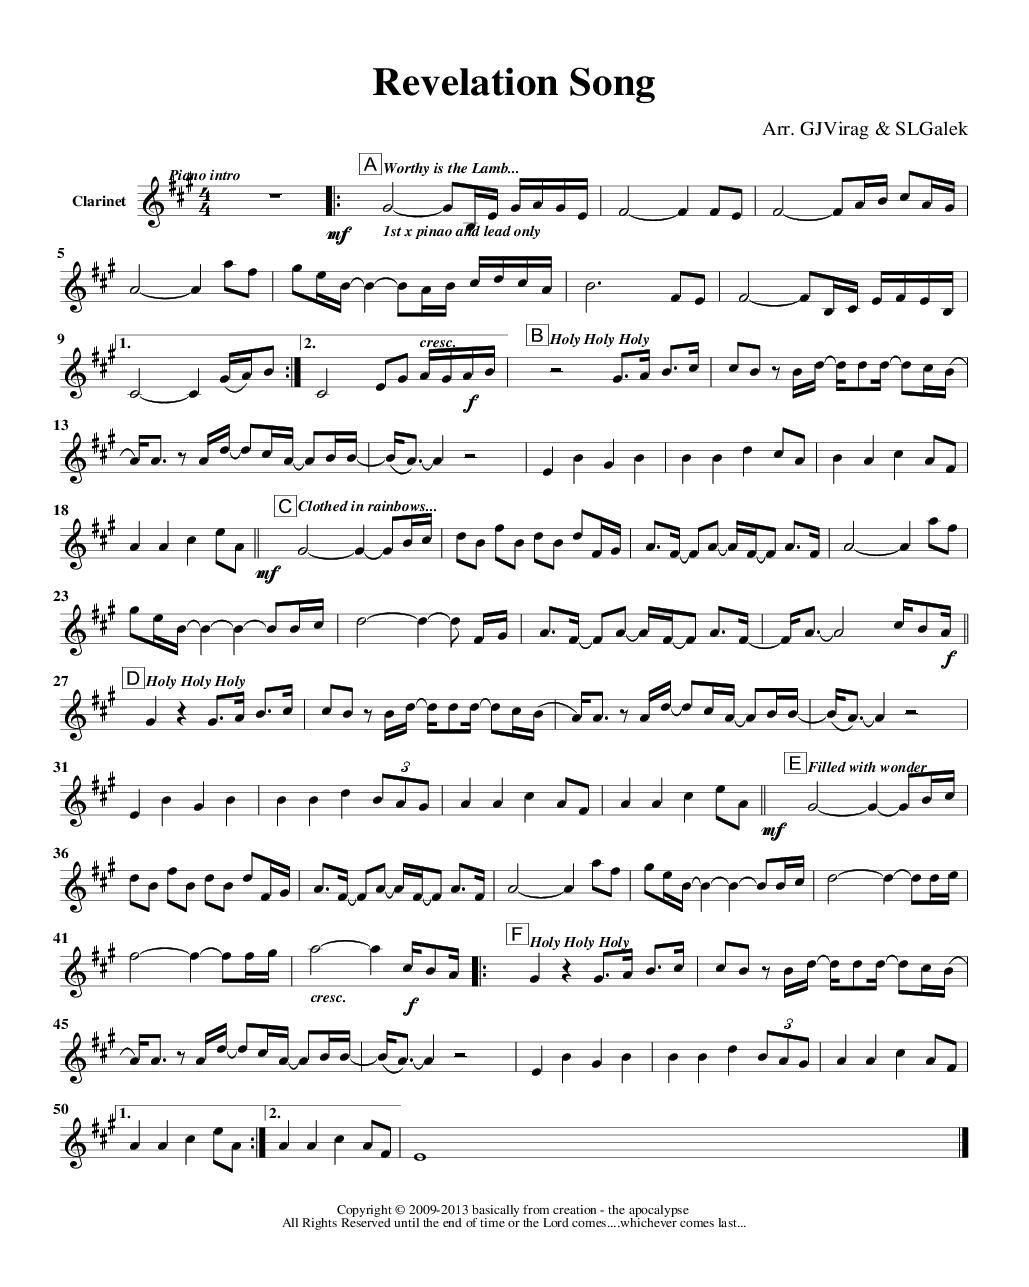 Revelation Song
Arr. GJVirag & SLGalek
Piano intro
A Worthy is the Lamb...
Clarinet
4
4
mf 1st x pinao and lead only
5
9 1. 2. cresc. B Holy Holy Holy
f
13
18 C Clothed in rainbows...
mf
23
f
D Holy Holy Holy
27
31 3 E Filled with wonder
mf
36
41 F Holy Holy Holy
cresc. f
45 3
50 1. 2.
Copyright © 2009-2013 basically from creation - the apocalypse
All Rights Reserved until the end of time or the Lord comes....whichever comes last...